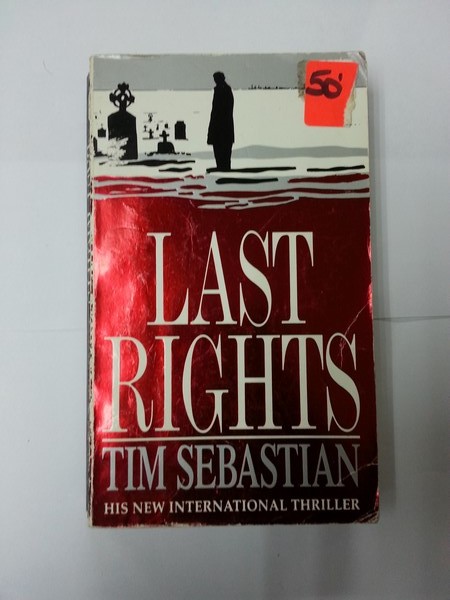 50'
LAST
RIGHTS
TIM SEBASTIAN
HIS NEW INTERNATIONAL THRILLER